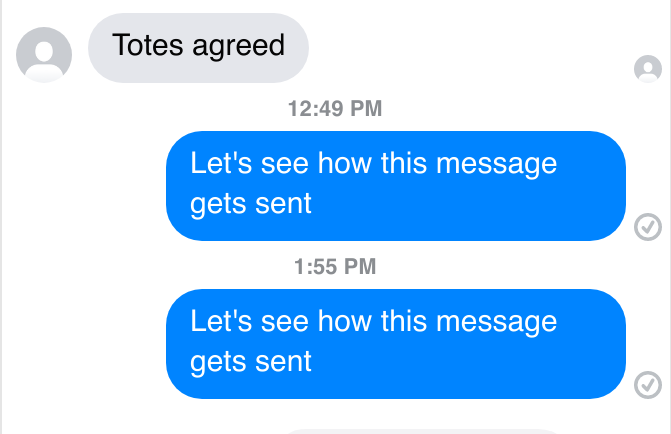 Totes agreed
12:49 PM
Let's see how this message
gets sent
1:55 PM
Let's see how this message
gets sent